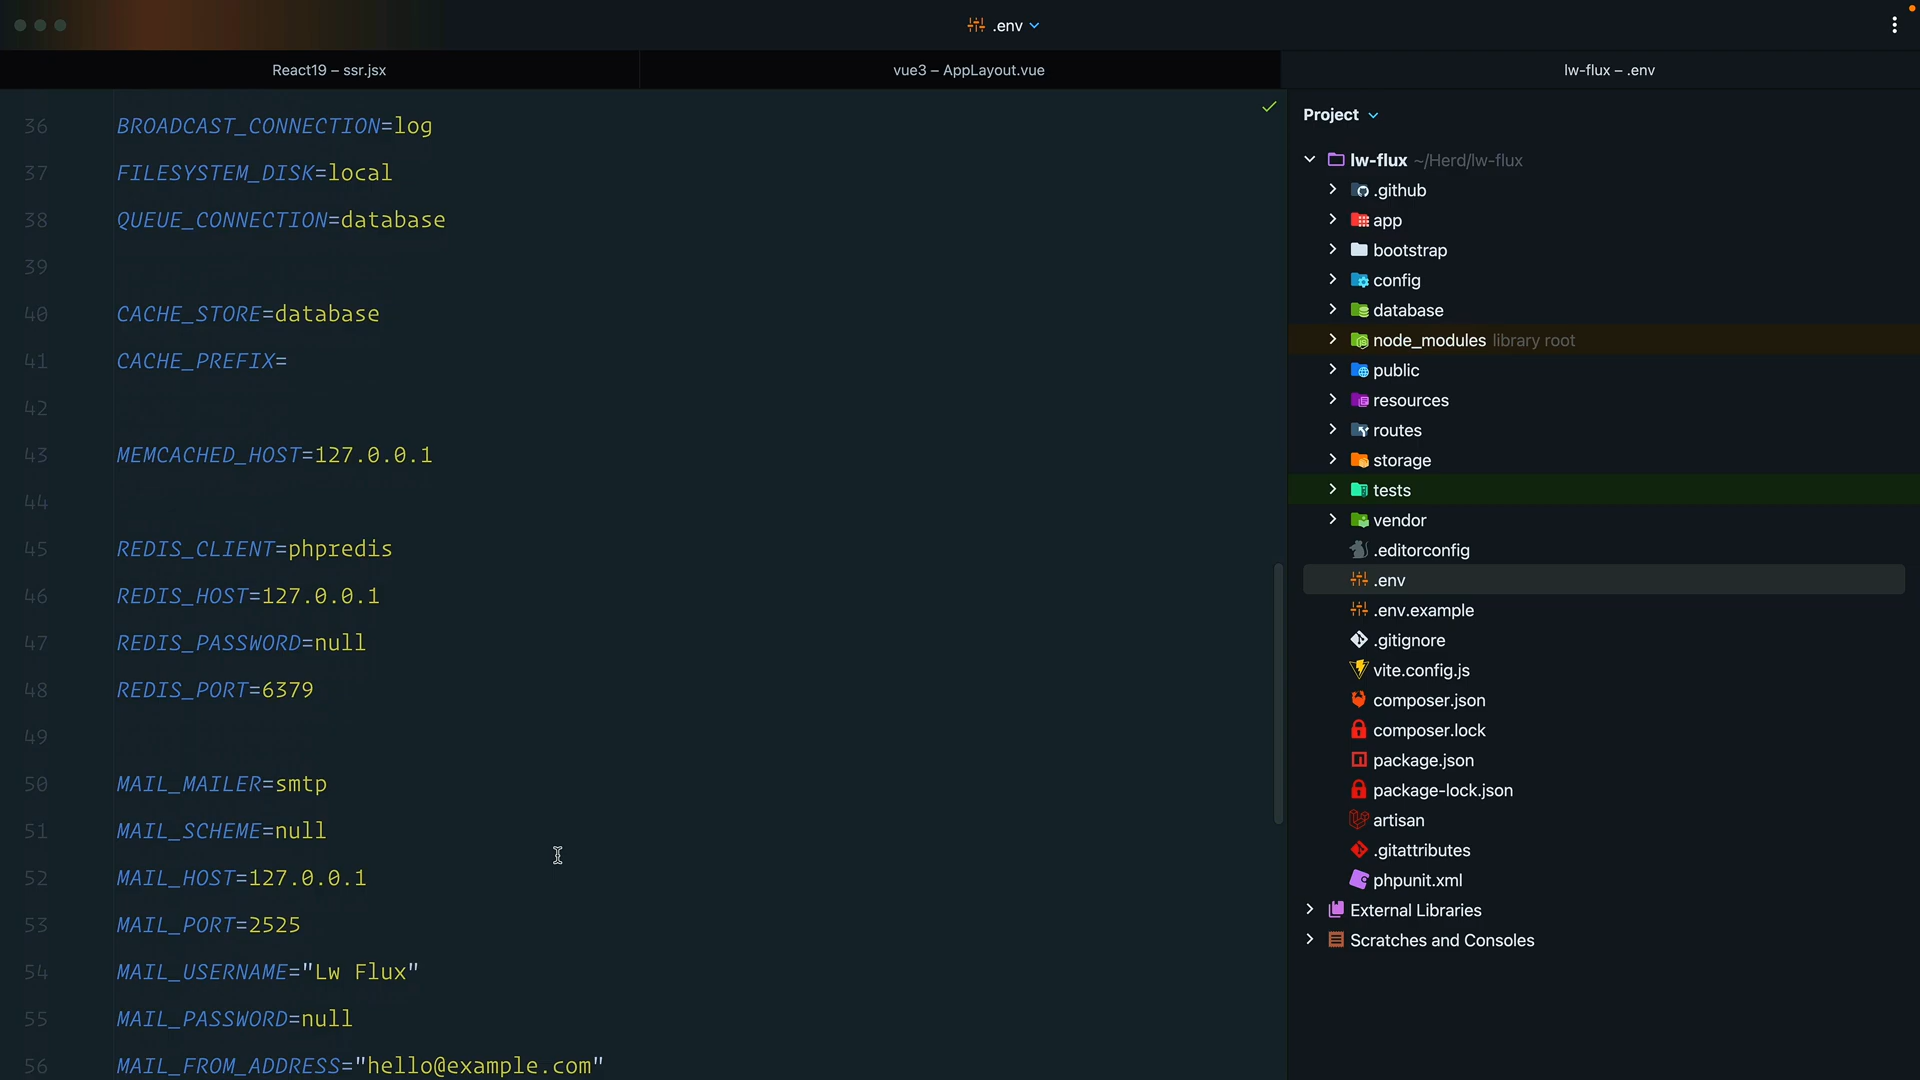 .env
React19 – ssr.jsx
vue3 – AppLayout.vue
lw-flux – .env
36 BROADCAST_CONNECTION=log
37 FILESYSTEM_DISK=local
38 QUEUE_CONNECTION=database
39
40 CACHE_STORE=database
41 CACHE_PREFIX=
42
43 MEMCACHED_HOST=127.0.0.1
44
45 REDIS_CLIENT=phpredis
46 REDIS_HOST=127.0.0.1
47 REDIS_PASSWORD=null
48 REDIS_PORT=6379
49
50 MAIL_MAILER=smtp
51 MAIL_SCHEME=null
52 MAIL_HOST=127.0.0.1
53 MAIL_PORT=2525
54 MAIL_USERNAME="Lw Flux"
55 MAIL_PASSWORD=null
56 MAIL_FROM_ADDRESS="hello@example.com"
Project
lw-flux ~/Herd/lw-flux
.github
app
bootstrap
config
database
node_modules library root
public
resources
routes
storage
tests
vendor
.editorconfig
.env
.env.example
.gitignore
vite.config.js
composer.json
composer.lock
package.json
package-lock.json
artisan
.gitattributes
phpunit.xml
External Libraries
Scratches and Consoles